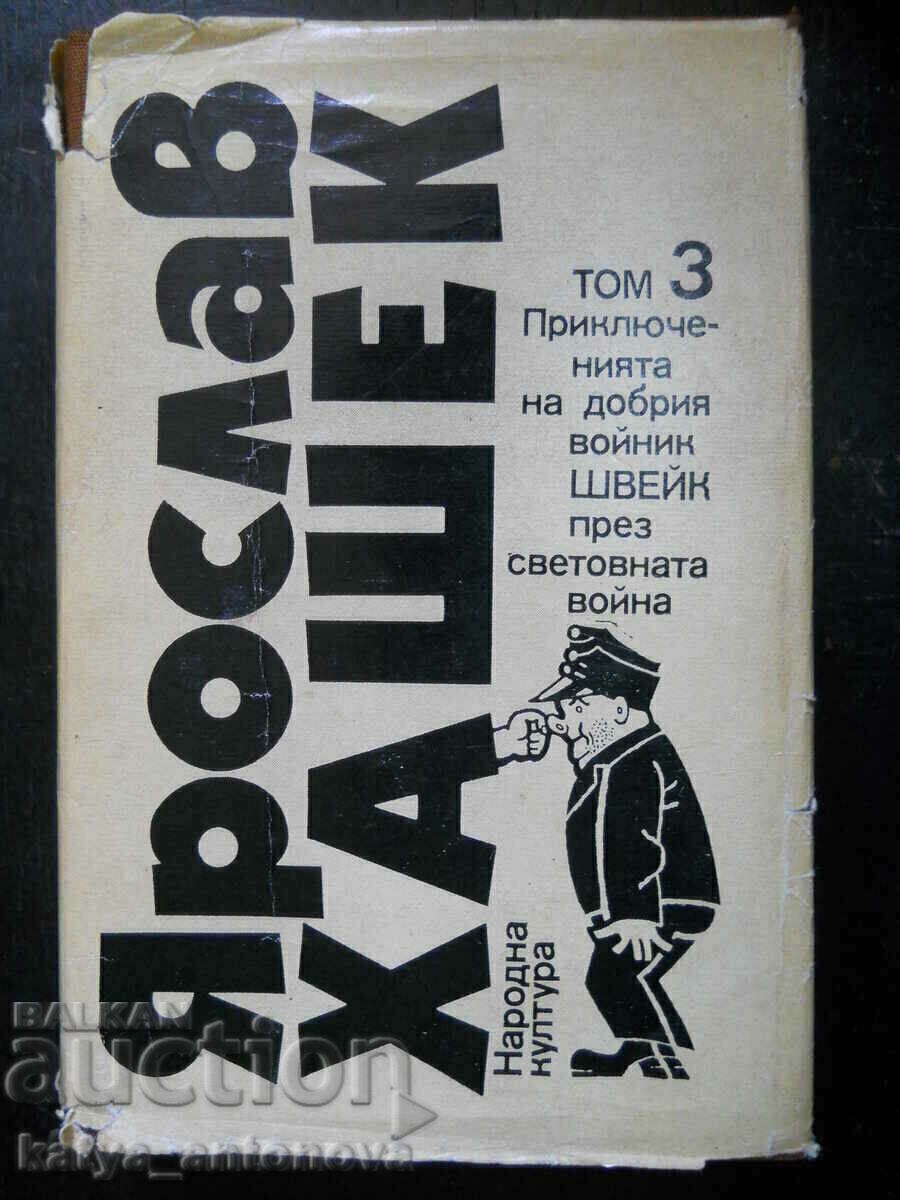 Ярослав
ХАШЕК
ТОМ 3
Приключе-
нията
на добрия
войник
ШВЕЙК
през
световната
война
Народна
култура
BALKAN
auction
katya_antonova